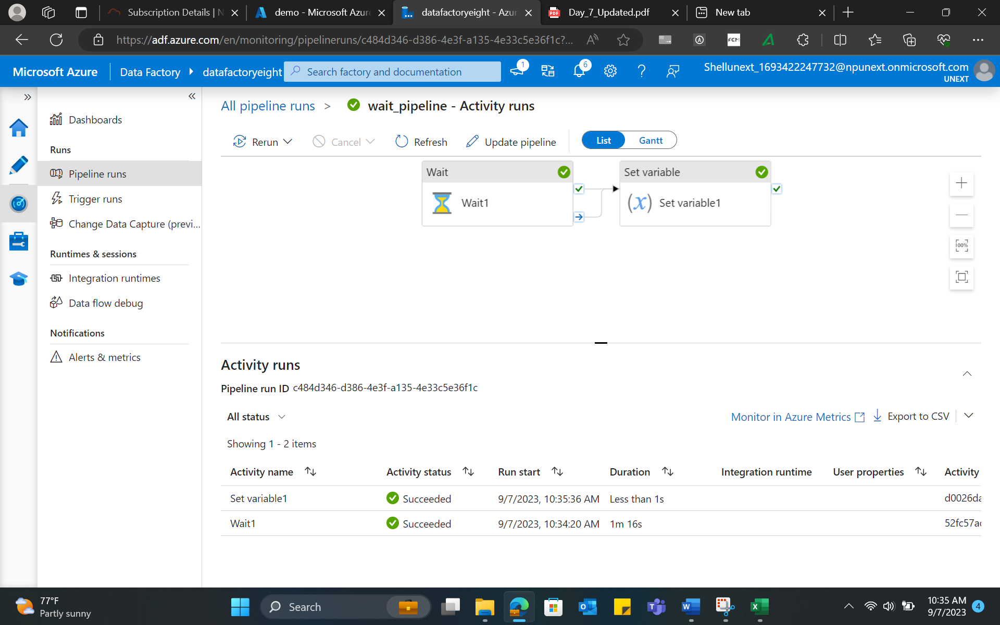 Subscription Details | N
demo - Microsoft Azure
datafactoryeight - Azur
PDF
Day_7_Updated.pdf
New tab
https://adf.azure.com/en/monitoring/pipelineruns/c484d346-d386-4e3f-a135-4e33c5e36f1c?...
A
FCM
Microsoft Azure
Data Factory
datafactoryeight
Search factory and documentation
1
6
Shellunext_1693422247732@npunext.onmicrosoft.com
UNEXT
Dashboards
Runs
Pipeline runs
Trigger runs
Change Data Capture (previ...
Runtimes & sessions
Integration runtimes
Data flow debug
Notifications
Alerts & metrics
All pipeline runs > wait_pipeline - Activity runs
Rerun
Cancel
Refresh
Update pipeline
List
Gantt
Wait
Wait1
Set variable
(x) Set variable1
100%
Activity runs
Pipeline run ID c484d346-d386-4e3f-a135-4e33c5e36f1c
All status
Monitor in Azure Metrics
Export to CSV
Showing 1 - 2 items
Activity name Activity status Run start Duration Integration runtime User properties Activity
Set variable1 Succeeded 9/7/2023, 10:35:36 AM Less than 1s d0026da
Wait1 Succeeded 9/7/2023, 10:34:20 AM 1m 16s 52fc57ac
77°F
Partly sunny
Search
10:35 AM
9/7/2023
4